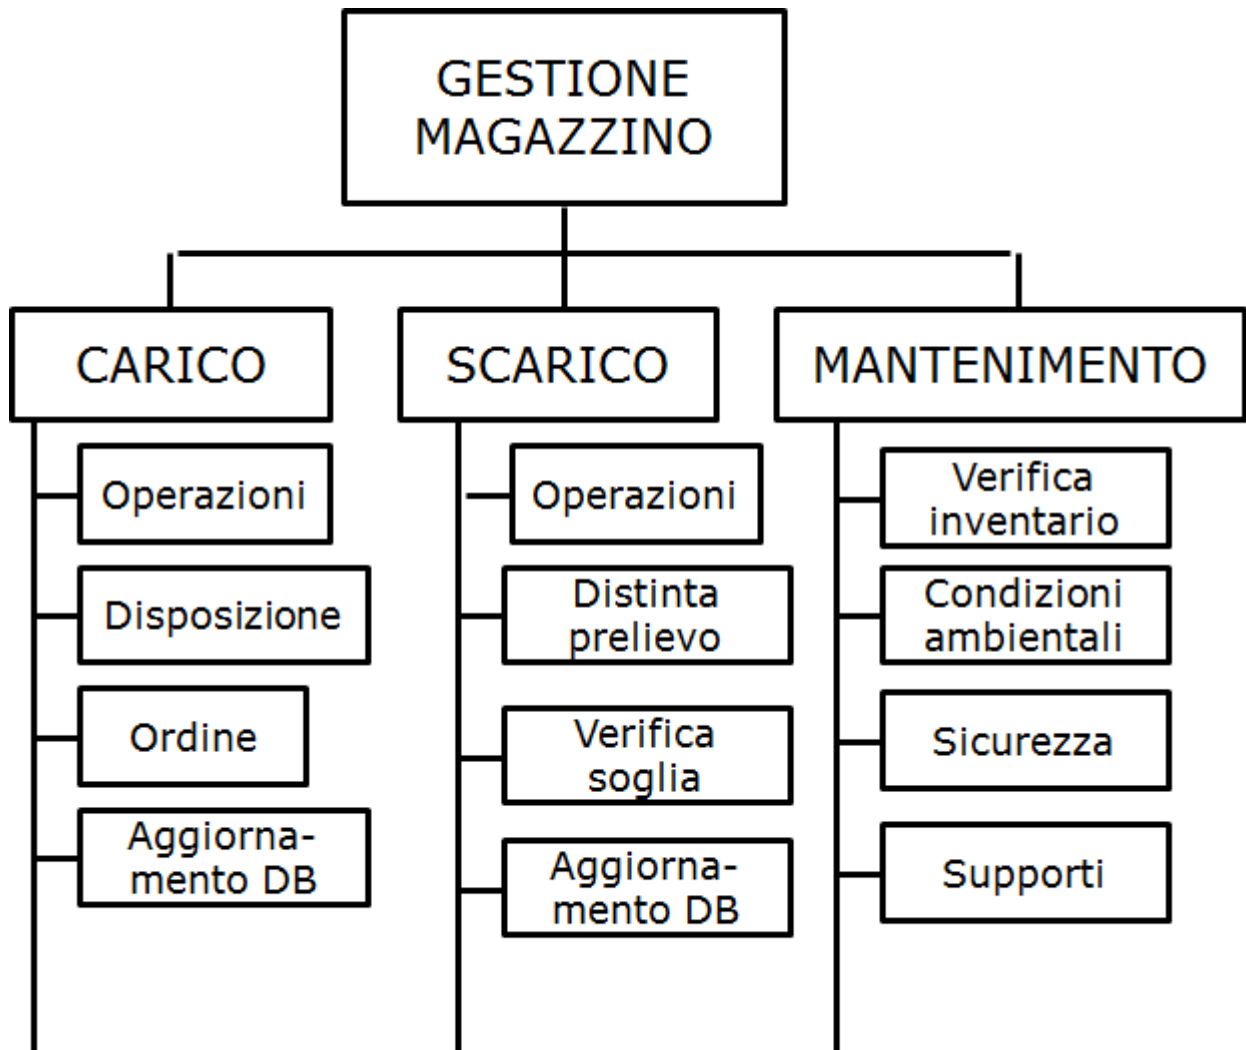 GESTIONE
MAGAZZINO
CARICO
Operazioni
Disposizione
Ordine
Aggiorna-
mento DB
SCARICO
Operazioni
Distinta
prelievo
Verifica
soglia
Aggiorna-
mento DB
MANTENIMENTO
Verifica
inventario
Condizioni
ambientali
Sicurezza
Supporti